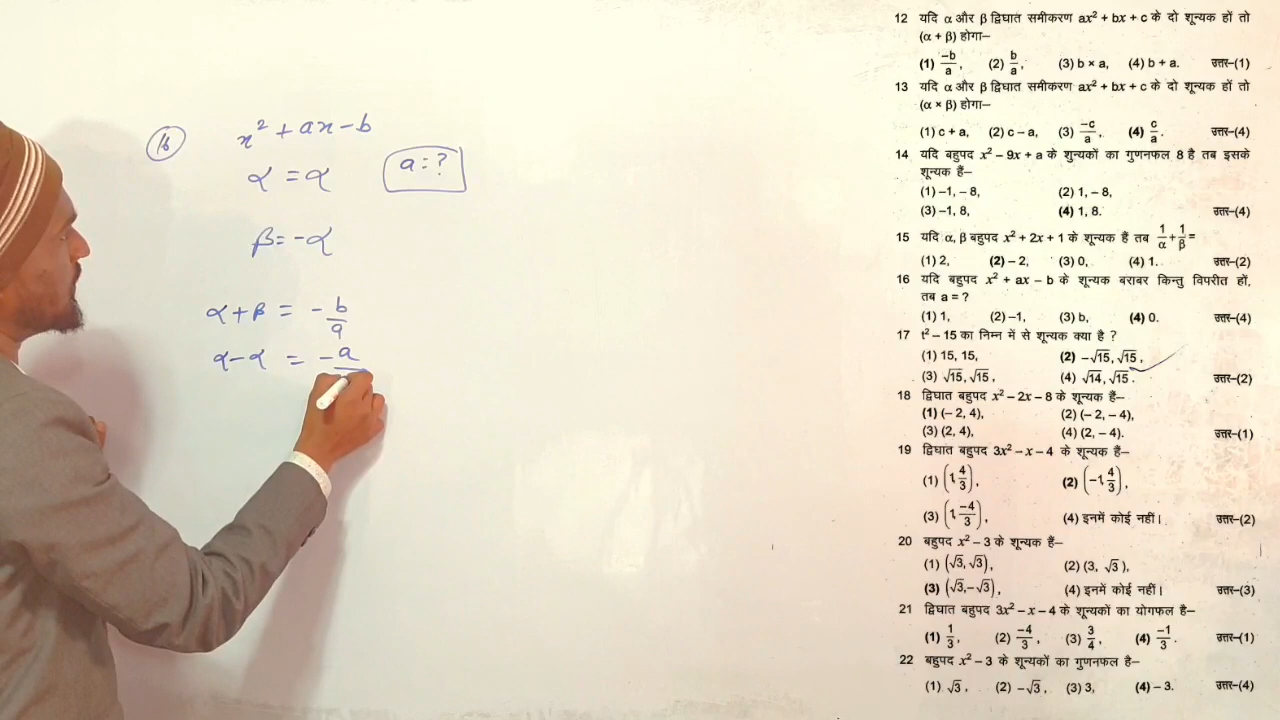 16
x² + ax - b
α = α
a = ?
β = -α
α + β = - b/a
α - α = - a
12 यदि α और β द्विघात समीकरण ax² + bx + c के दो शून्यक हों तो
(α + β) होगा–
(1) -b/a, (2) b/a, (3) b × a, (4) b + a. उत्तर–(1)
13 यदि α और β द्विघात समीकरण ax² + bx + c के दो शून्यक हों तो
(α × β) होगा–
(1) c + a, (2) c – a, (3) -c/a, (4) c/a. उत्तर–(4)
14 यदि बहुपद x² – 9x + a के शुन्यकों का गुणनफल 8 है तब इसके
शून्यक हैं–
(1) –1, – 8, (2) 1, – 8,
(3) –1, 8, (4) 1, 8. उत्तर–(4)
15 यदि α, β बहुपद x² + 2x + 1 के शून्यक हैं तब 1/α + 1/β =
(1) 2, (2) – 2, (3) 0, (4) 1. उत्तर–(2)
16 यदि बहुपद x² + ax – b के शून्यक बराबर किन्तु विपरीत हों,
तब a = ?
(1) 1, (2) –1, (3) b, (4) 0. उत्तर–(4)
17 t² – 15 का निम्न में से शून्यक क्या है ?
(1) 15, 15, (2) –√15, √15,
(3) √15, √15, (4) √14, √15. उत्तर–(2)
18 द्विघात बहुपद x² – 2x – 8 के शून्यक हैं–
(1) (– 2, 4), (2) (– 2, – 4),
(3) (2, 4), (4) (2, – 4). उत्तर–(1)
19 द्विघात बहुपद 3x² – x – 4 के शून्यक हैं–
(1) (1, 4/3), (2) (–1, 4/3),
(3) (1, -4/3), (4) इनमें कोई नहीं। उत्तर–(2)
20 बहुपद x² – 3 के शून्यक हैं–
(1) (√3, √3), (2) (3, √3),
(3) (√3, –√3), (4) इनमें कोई नहीं। उत्तर–(3)
21 द्विघात बहुपद 3x² – x – 4 के शून्यकों का योगफल है–
(1) 1/3, (2) -4/3, (3) 3/4, (4) -1/3. उत्तर–(1)
22 बहुपद x² – 3 के शून्यकों का गुणनफल है–
(1) √3, (2) –√3, (3) 3, (4) – 3. उत्तर–(4)